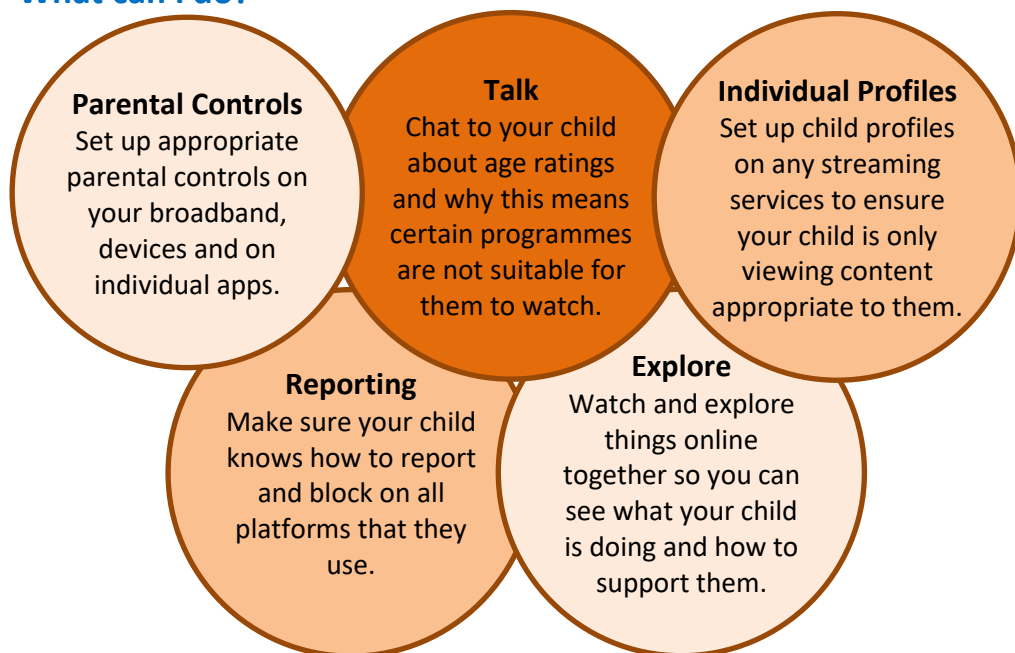 What can I do?
Parental Controls
Set up appropriate
parental controls on
your broadband,
devices and on
individual apps.
Talk
Chat to your child
about age ratings
and why this means
certain programmes
are not suitable for
them to watch.
Individual Profiles
Set up child profiles
on any streaming
services to ensure
your child is only
viewing content
appropriate to them.
Reporting
Make sure your child
knows how to report
and block on all
platforms that they
use.
Explore
Watch and explore
things online
together so you can
see what your child
is doing and how to
support them.